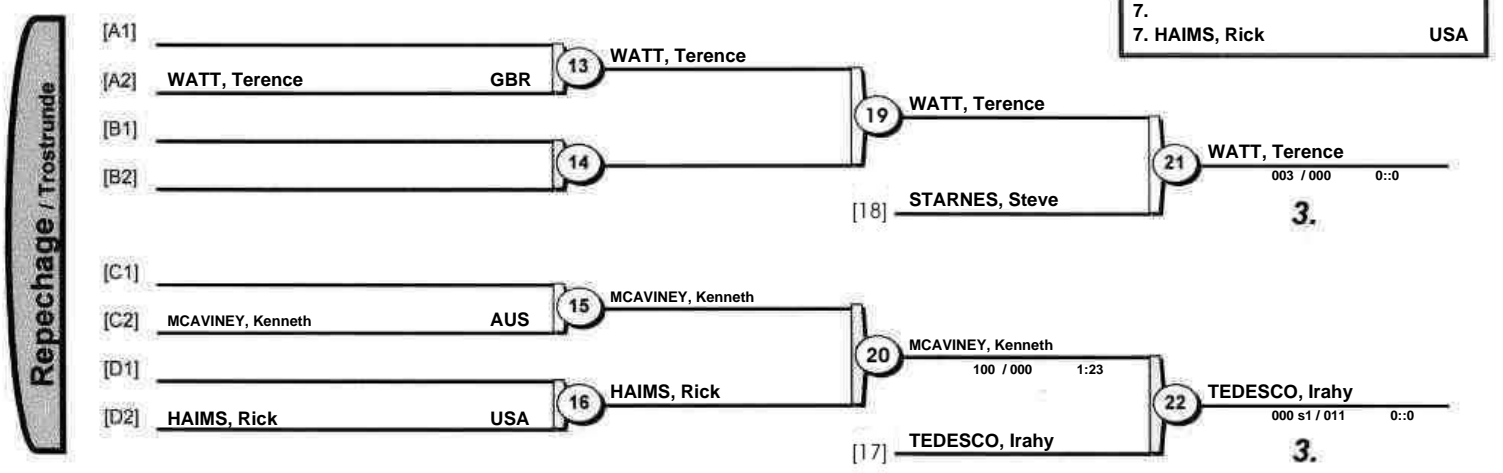 7.
7. HAIMS, Rick USA
Repechage / Trostrunde
[A1]
[A2] WATT, Terence GBR
13 WATT, Terence
[B1]
[B2]
14
19 WATT, Terence
[18] STARNES, Steve
21 WATT, Terence
003 / 000 0::0
3.
[C1]
[C2] MCAVINEY, Kenneth AUS
15 MCAVINEY, Kenneth
[D1]
[D2] HAIMS, Rick USA
16 HAIMS, Rick
20 MCAVINEY, Kenneth
100 / 000 1:23
[17] TEDESCO, Irahy
22 TEDESCO, Irahy
000 s1 / 011 0::0
3.